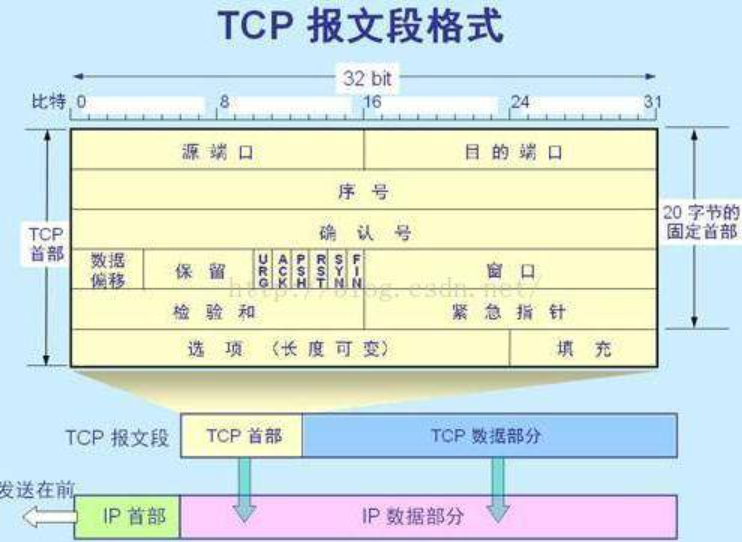 TCP 报文段格式
32 bit
比特 0 8 16 24 31
源端口 目的端口
序号
TCP 首部
确认号
20 字节的固定首部
数据偏移 保留 URG ACK PSH RST SYN FIN 窗口
http://blog.csdn.net/
检验和 紧急指针
选项 (长度可变) 填充
TCP 报文段 TCP 首部 TCP 数据部分
发送在前
IP 首部 IP 数据部分